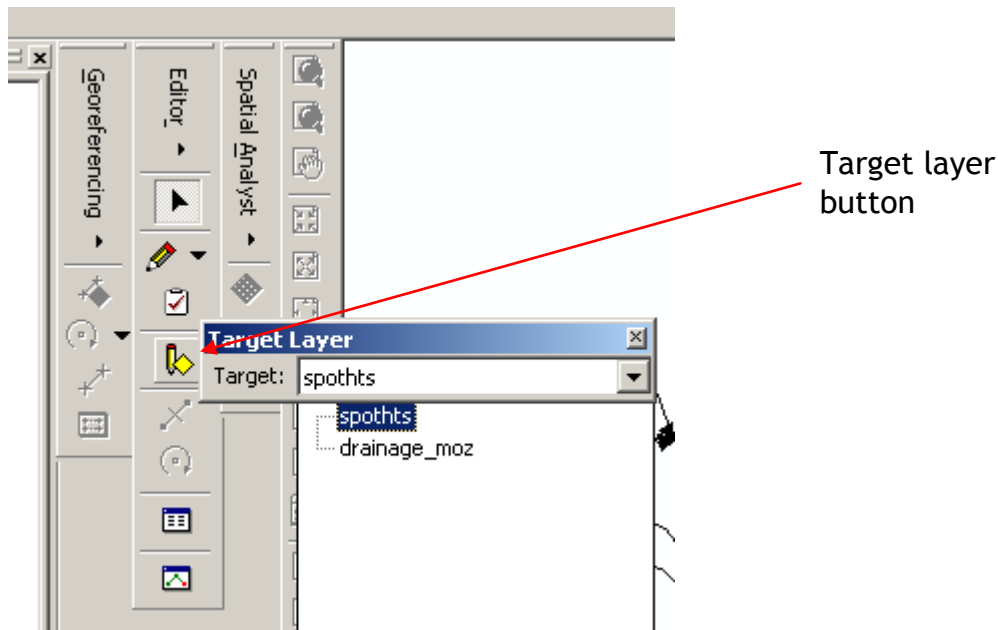 Georeferencing
Editor
Spatial Analyst
Target layer
button
Target Layer
Target: spothts
spothts
drainage_moz